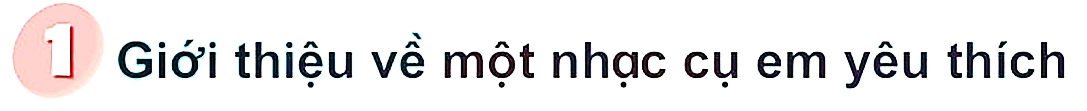 1 Giới thiệu về một nhạc cụ em yêu thích